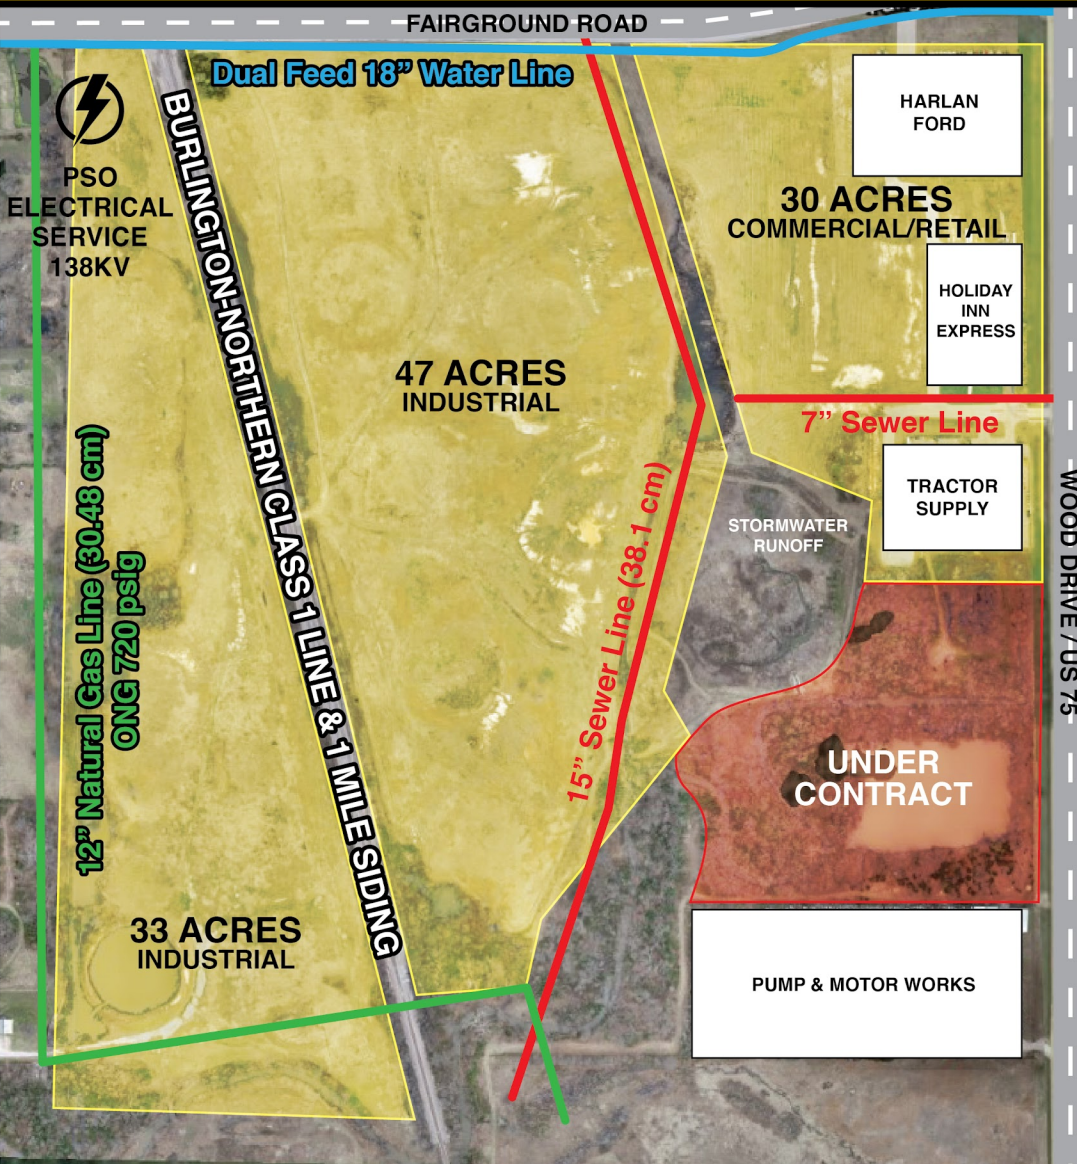 FAIRGROUND ROAD
Dual Feed 18” Water Line
PSO
ELECTRICAL
SERVICE
138KV
BURLINGTON-NORTHERN CLASS 1 LINE & 1 MILE SIDING
HARLAN
FORD
30 ACRES
COMMERCIAL/RETAIL
HOLIDAY
INN
EXPRESS
47 ACRES
INDUSTRIAL
7” Sewer Line
TRACTOR
SUPPLY
WOOD DRIVE / US 75
12” Natural Gas Line (30.48 cm)
ONG 720 psig
15” Sewer Line (38.1 cm)
STORMWATER
RUNOFF
UNDER
CONTRACT
33 ACRES
INDUSTRIAL
PUMP & MOTOR WORKS